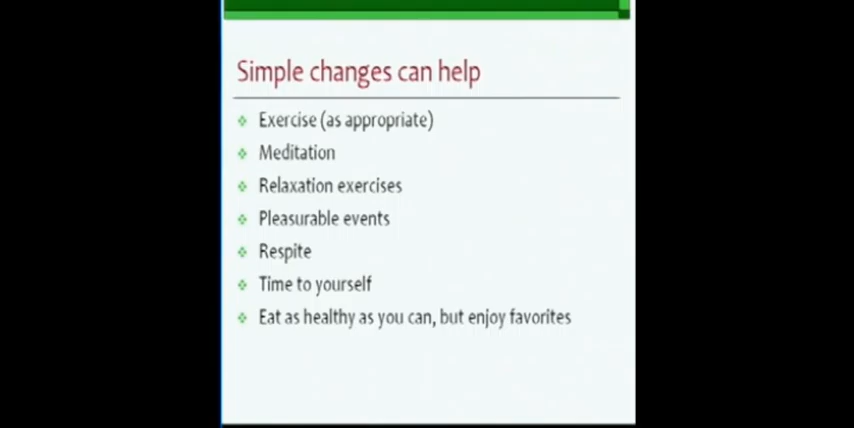 Simple changes can help
Exercise (as appropriate)
Meditation
Relaxation exercises
Pleasurable events
Respite
Time to yourself
Eat as healthy as you can, but enjoy favorites